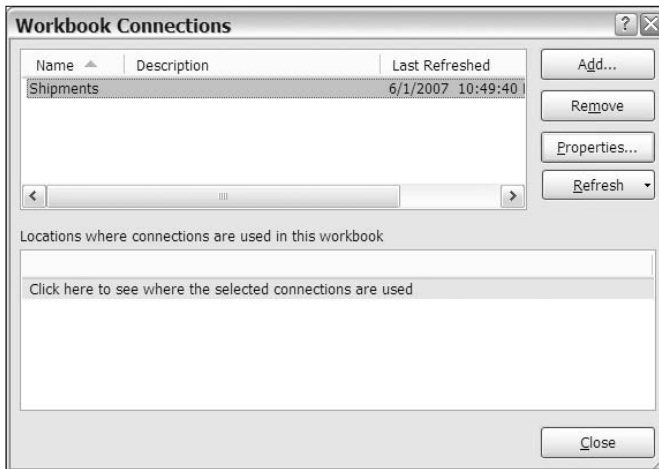 Workbook Connections
Name Description Last Refreshed
Shipments 6/1/2007 10:49:40
Add...
Remove
Properties...
Refresh
Locations where connections are used in this workbook
Click here to see where the selected connections are used
Close